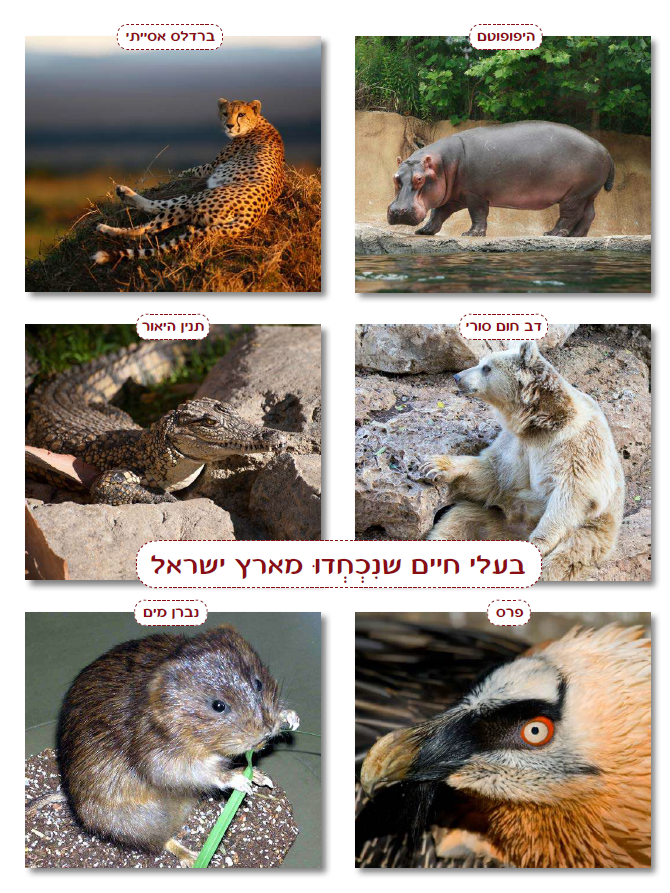 היפופוטם
ברדלס אסייתי
דב חום סורי
תנין היאור
בעלי חיים שנִכְחְדוּ מארץ ישראל
פרס
נברן מים